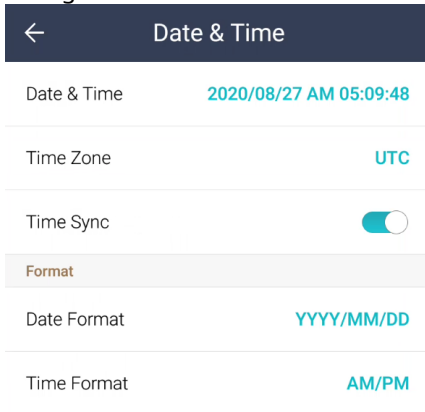 Date & Time
Date & Time 2020/08/27 AM 05:09:48
Time Zone UTC
Time Sync
Format
Date Format YYYY/MM/DD
Time Format AM/PM